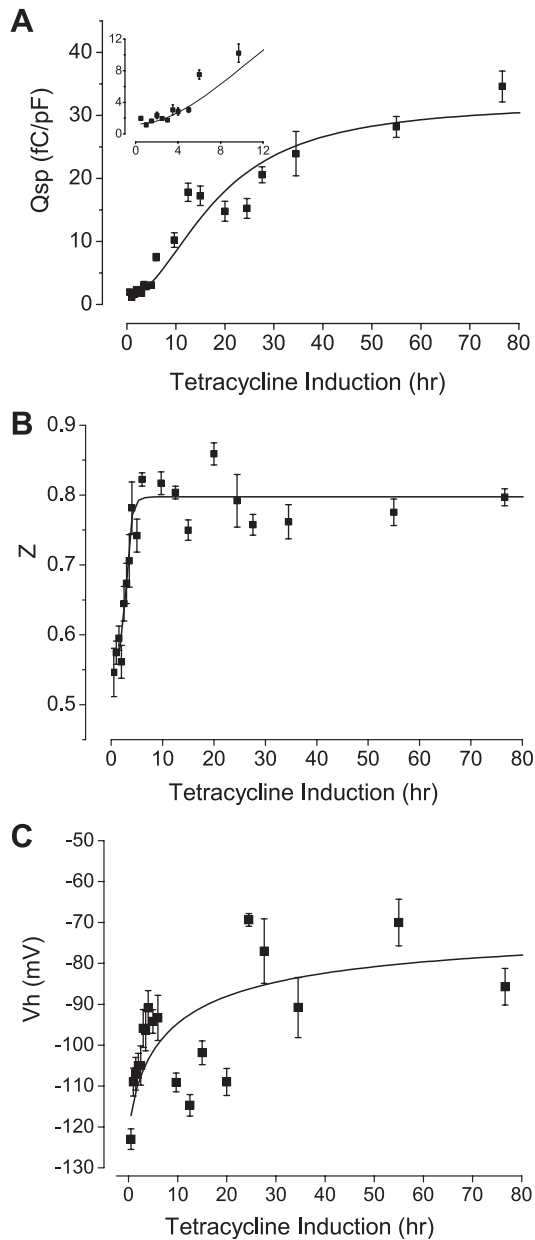 A
Qsp (fC/pF)
40
30
20
10
0
12
8
4
0
0 4 8 12
0 10 20 30 40 50 60 70 80
Tetracycline Induction (hr)
B
Z
0.9
0.8
0.7
0.6
0.5
0 10 20 30 40 50 60 70 80
Tetracycline Induction (hr)
C
Vh (mV)
-50
-60
-70
-80
-90
-100
-110
-120
-130
0 10 20 30 40 50 60 70 80
Tetracycline Induction (hr)